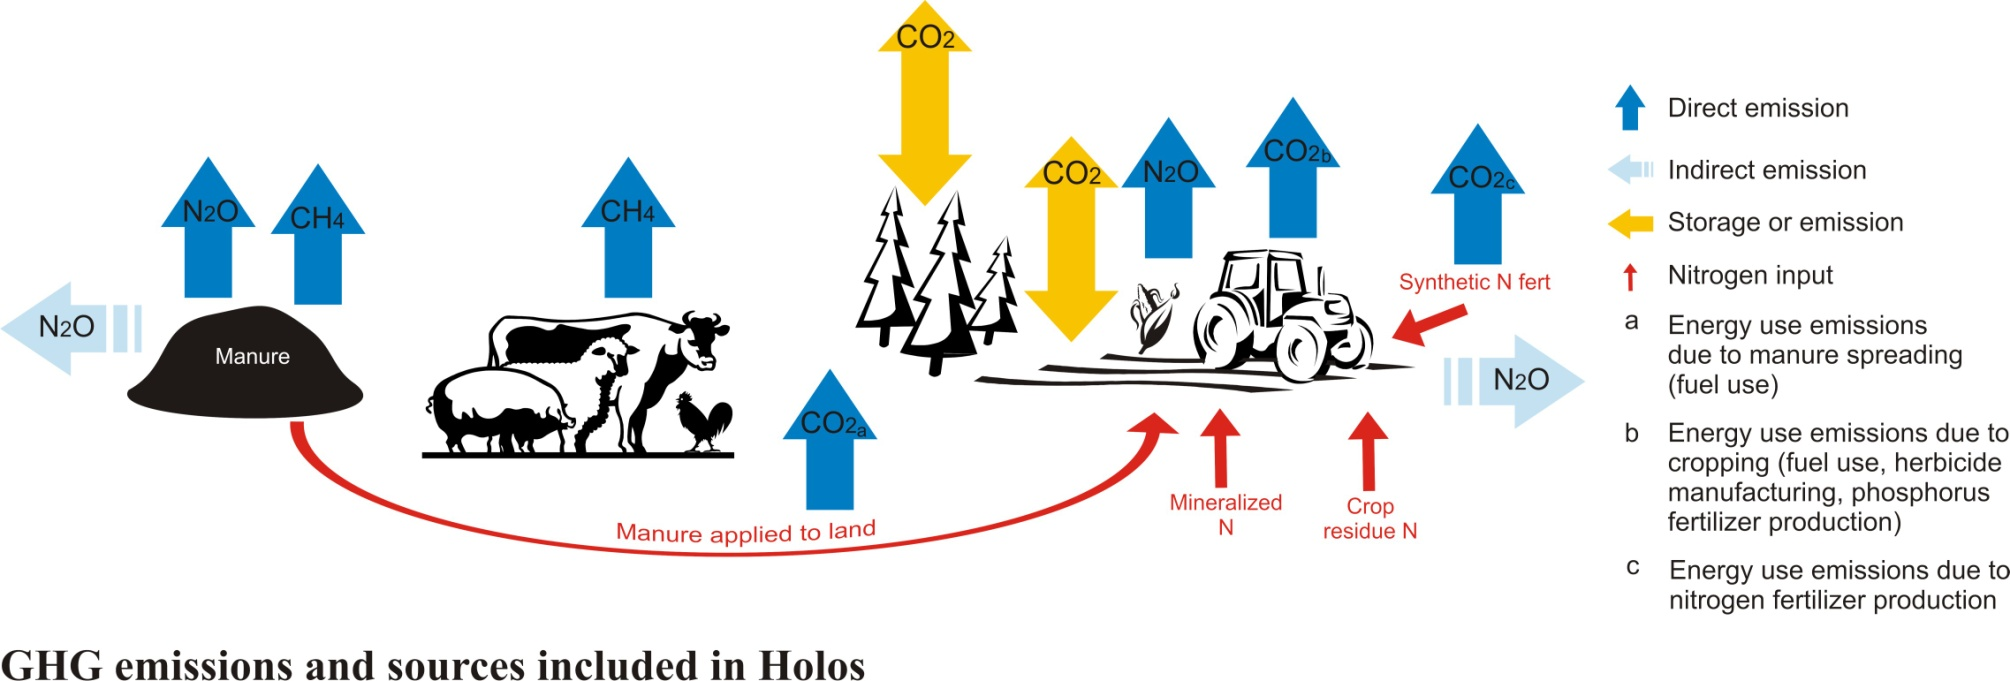 CO2
CO2
N2O
CO2b
CO2c
N2O
CH4
CH4
N2O
Manure
CO2a
Synthetic N fert
N2O
Manure applied to land
Mineralized
N
Crop
residue N
Direct emission
Indirect emission
Storage or emission
Nitrogen input
a Energy use emissions
due to manure spreading
(fuel use)
b Energy use emissions due to
cropping (fuel use, herbicide
manufacturing, phosphorus
fertilizer production)
c Energy use emissions due to
nitrogen fertilizer production
GHG emissions and sources included in Holos